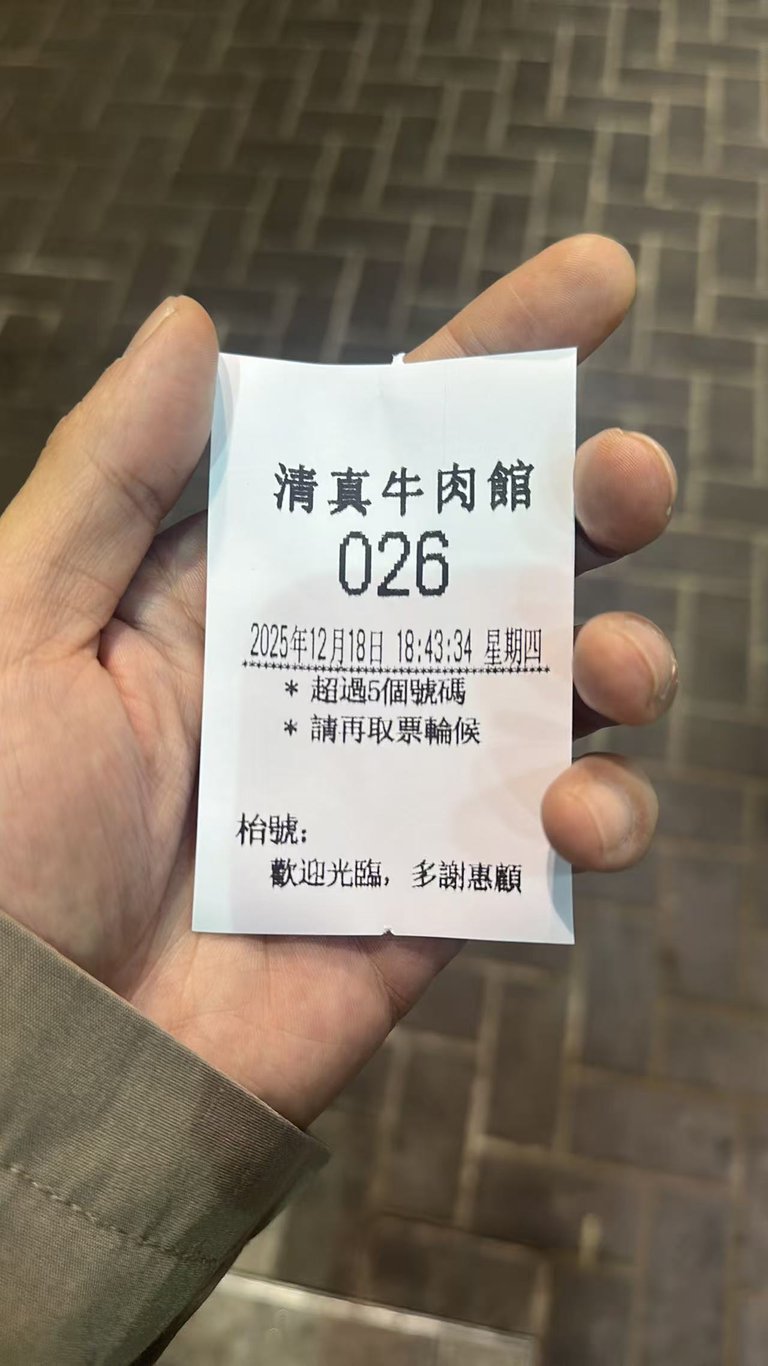 清真牛肉館
026
2025年12月18日 18:43:34 星期四
********************************
* 超過5個號碼
* 請再取票輪候
枱號:
歡迎光臨, 多謝惠顧